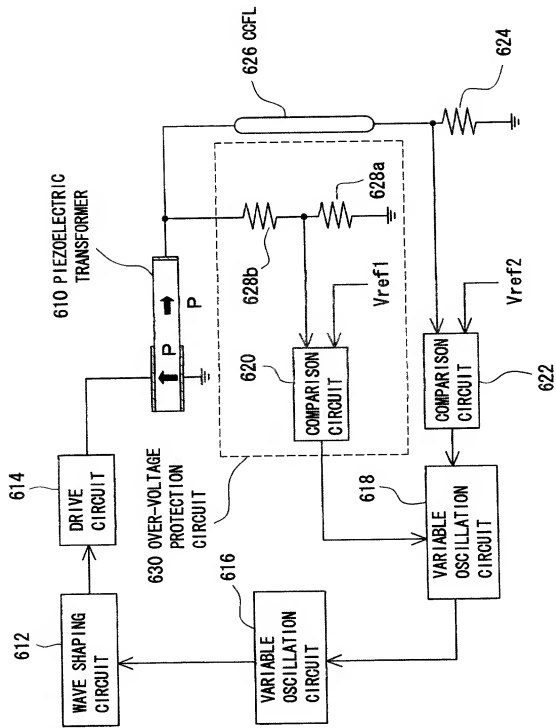 626 CCFL
624
610 PIEZOELECTRIC
TRANSFORMER
P
P
628b
628a
Vref1
620
COMPARISON
CIRCUIT
Vref2
COMPARISON
CIRCUIT
622
614
DRIVE
CIRCUIT
630 OVER-VOLTAGE
PROTECTION
CIRCUIT
618
VARIABLE
OSCILLATION
CIRCUIT
612
WAVE SHAPING
CIRCUIT
616
VARIABLE
OSCILLATION
CIRCUIT